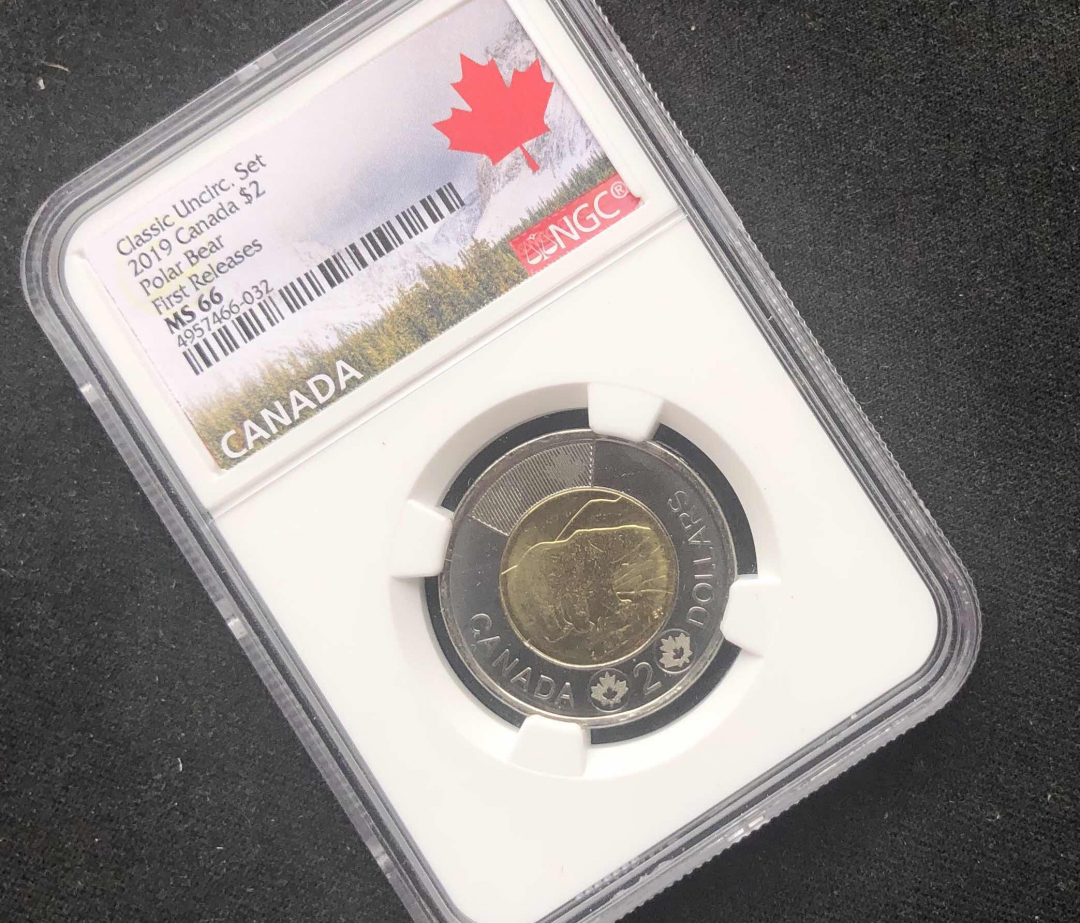 Classic Uncirc. Set
2019 Canada $2
Polar Bear
First Releases
MS 66
4957466-032
NGC®
CANADA
CANADA 2 DOLLARS